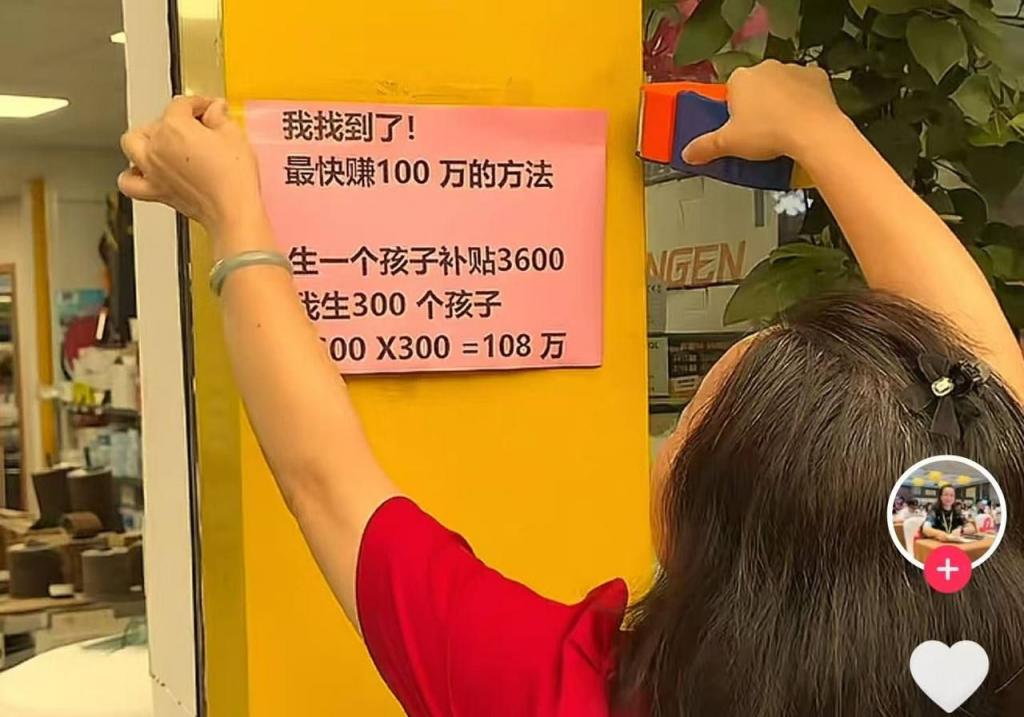 我找到了!
最快赚100 万的方法
生一个孩子补贴3600
我生300 个孩子
00 X300 =108 万
NGEN